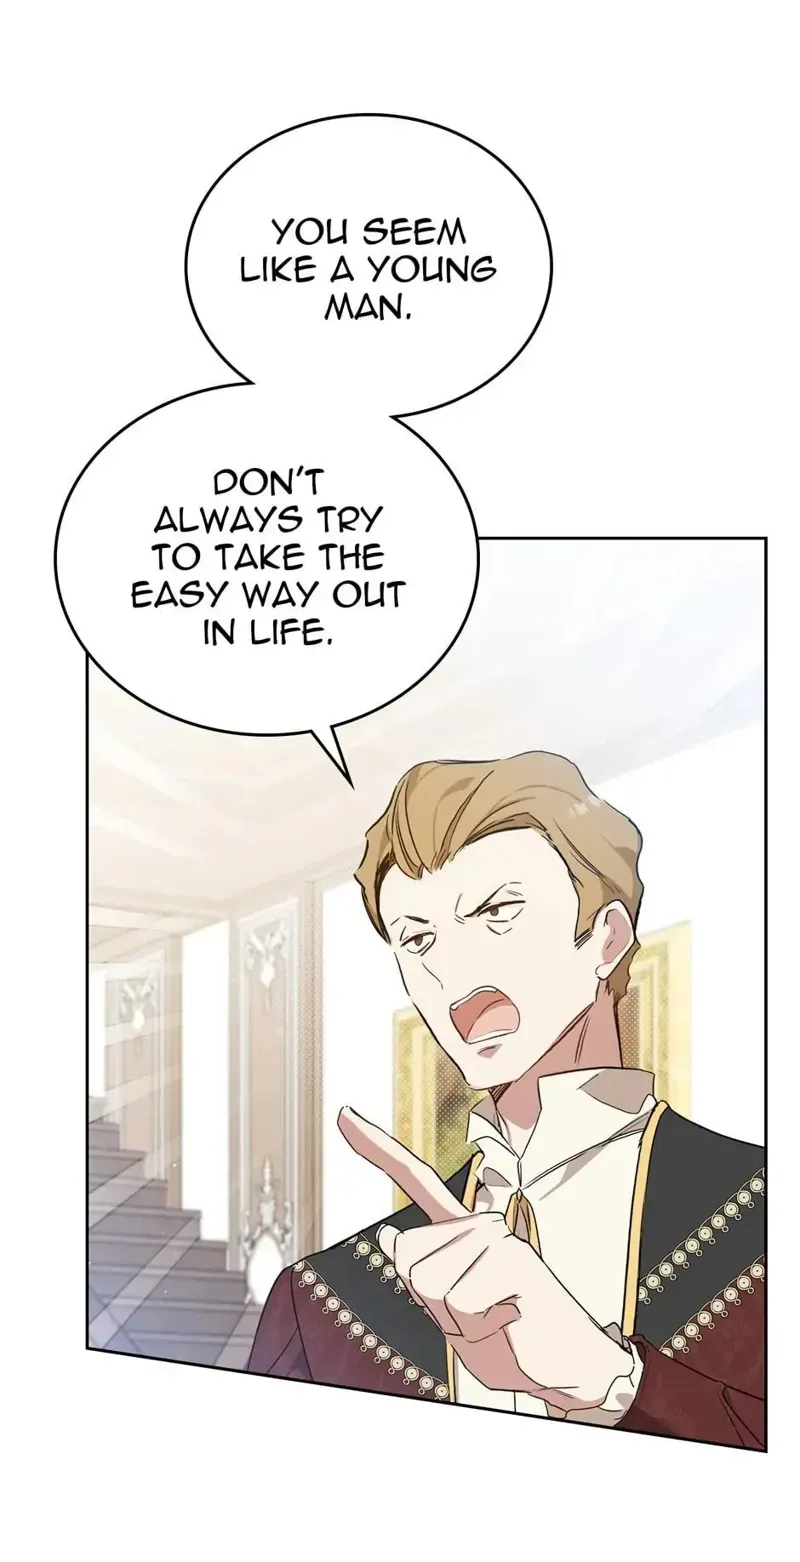 YOU SEEM
LIKE A YOUNG
MAN.
DON'T
ALWAYS TRY
TO TAKE THE
EASY WAY OUT
IN LIFE.